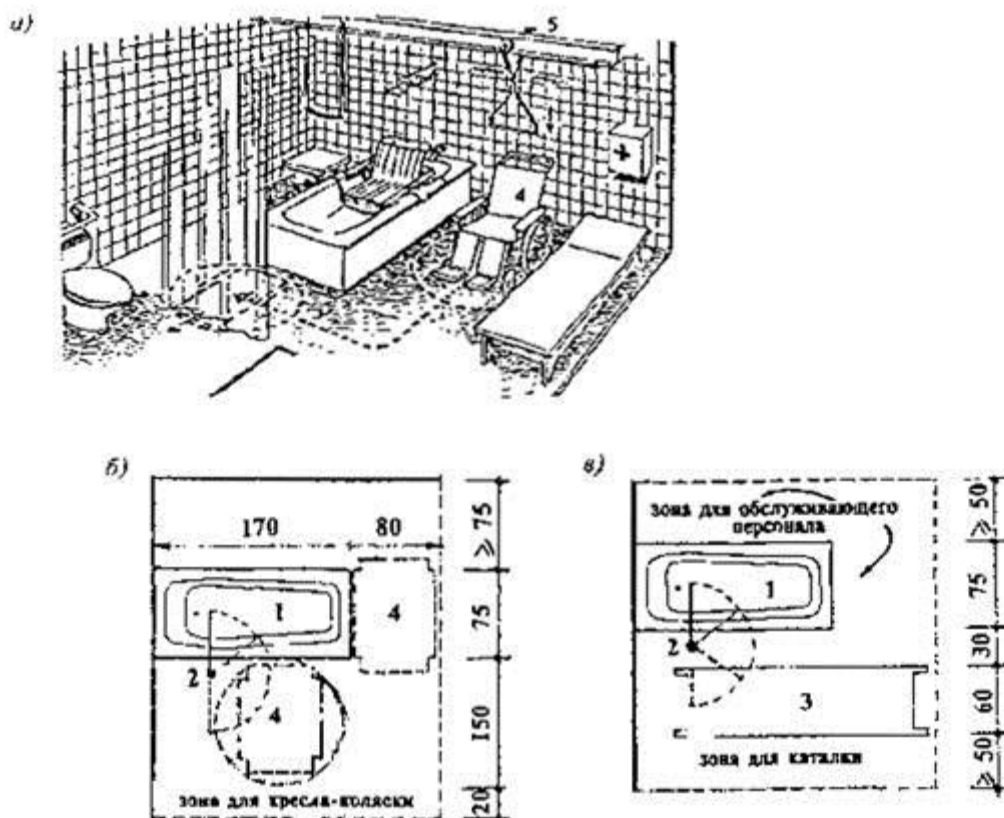 а)
5
4
б)
170
80
⩾ 75
1
4
75
2
4
150
зона для кресла-коляски
20
в)
зона для обслуживающего
персонала
⩾ 50
1
75
2
30
3
60
зона для каталки
⩾ 50